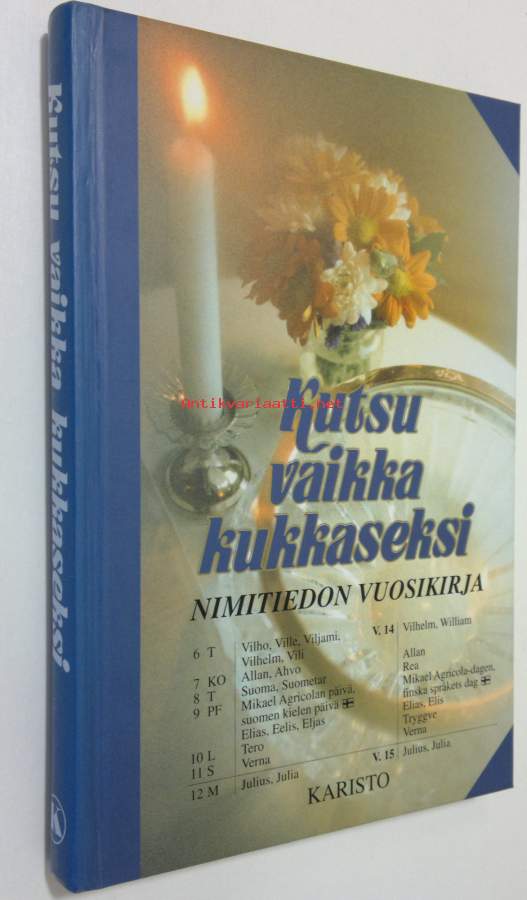 Kutsu vaikka kukkaseksi
K
Antikvariaatti.net
Kutsu
vaikka
kukkaseksi
NIMITIEDON VUOSIKIRJA
6 T Vilho, Ville, Viljami, V. 14 Vilhelm, William
Vilhelm, Vili
7 KO Allan, Ahvo Allan
8 T Suoma, Suometar Rea
9 PF Mikael Agricolan päivä, Mikael Agricola-dagen,
suomen kielen päivä finska språkets dag
Elias, Eelis, Eljas Elias, Elis
10 L Tero Tryggve
11 S Verna Verna
12 M Julius, Julia V. 15 Julius, Julia
KARISTO